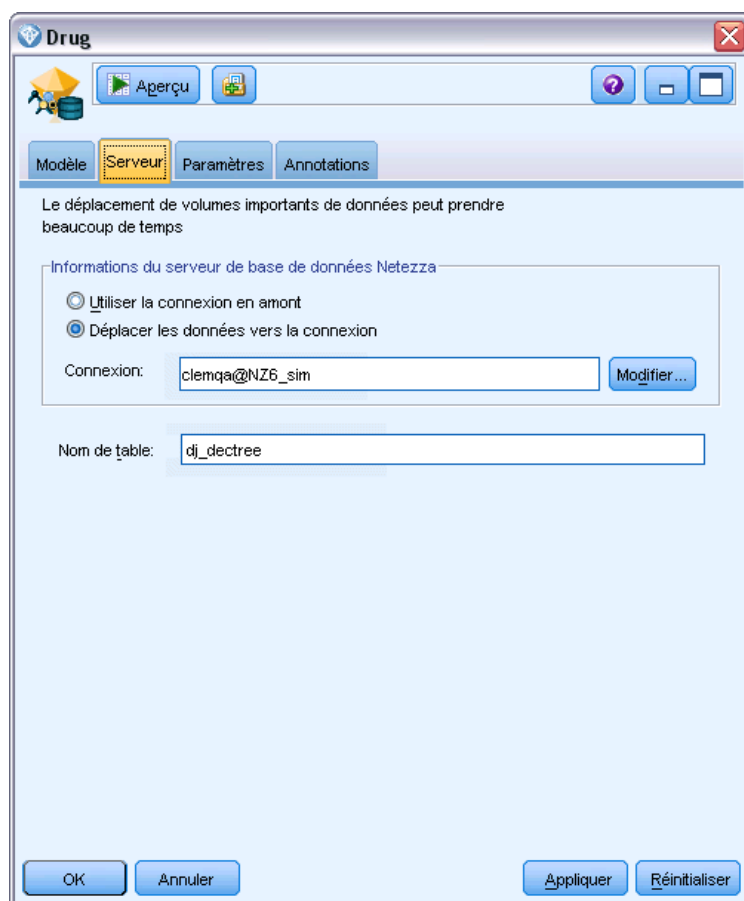 Drug
Aperçu
Modèle Serveur Paramètres Annotations
Le déplacement de volumes importants de données peut prendre
beaucoup de temps
Informations du serveur de base de données Netezza
Utiliser la connexion en amont
Déplacer les données vers la connexion
Connexion: clemqa@NZ6_sim Modifier...
Nom de table: dj_dectree
OK Annuler Appliquer Réinitialiser